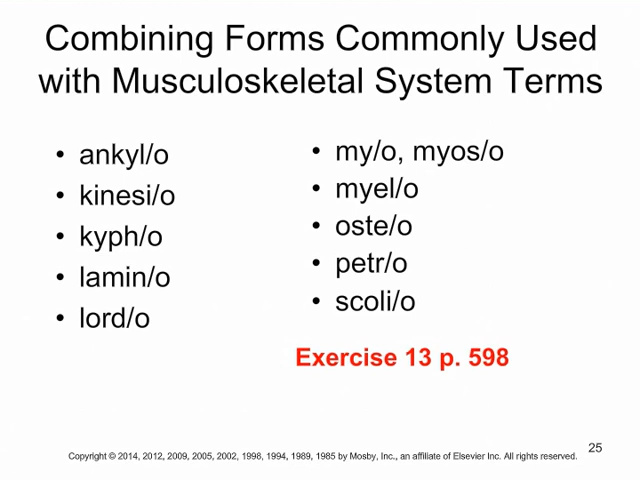 Combining Forms Commonly Used
with Musculoskeletal System Terms
• ankyl/o
• kinesi/o
• kyph/o
• lamin/o
• lord/o
• my/o, myos/o
• myel/o
• oste/o
• petr/o
• scoli/o
Exercise 13 p. 598
25
Copyright © 2014, 2012, 2009, 2005, 2002, 1998, 1994, 1989, 1985 by Mosby, Inc., an affiliate of Elsevier Inc. All rights reserved.